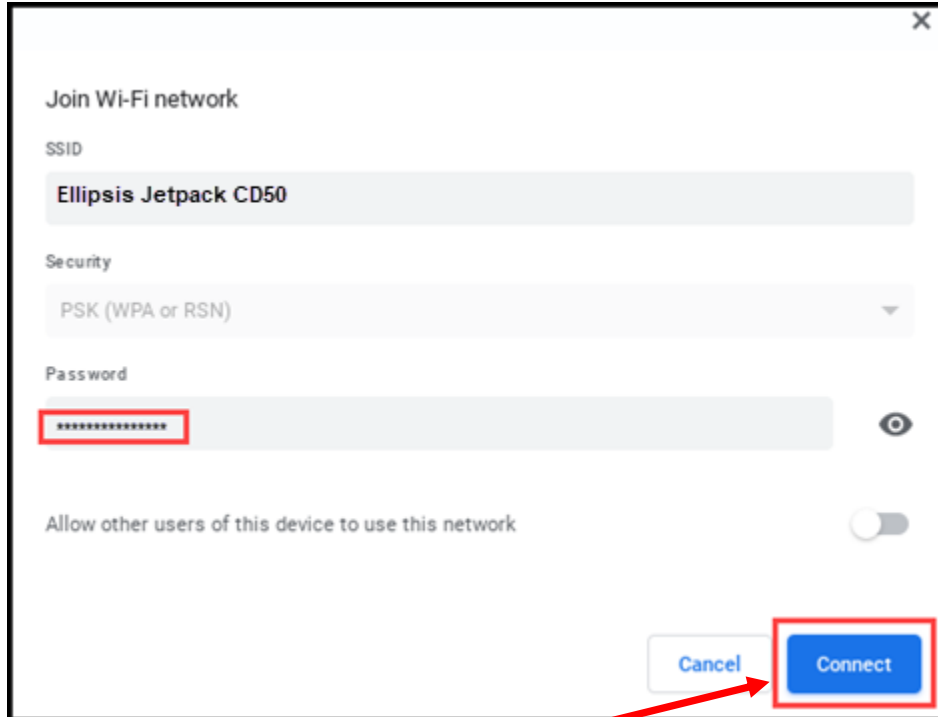 Join Wi-Fi network
SSID
Ellipsis Jetpack CD50
Security
PSK (WPA or RSN)
Password
***************
Allow other users of this device to use this network
Cancel
Connect